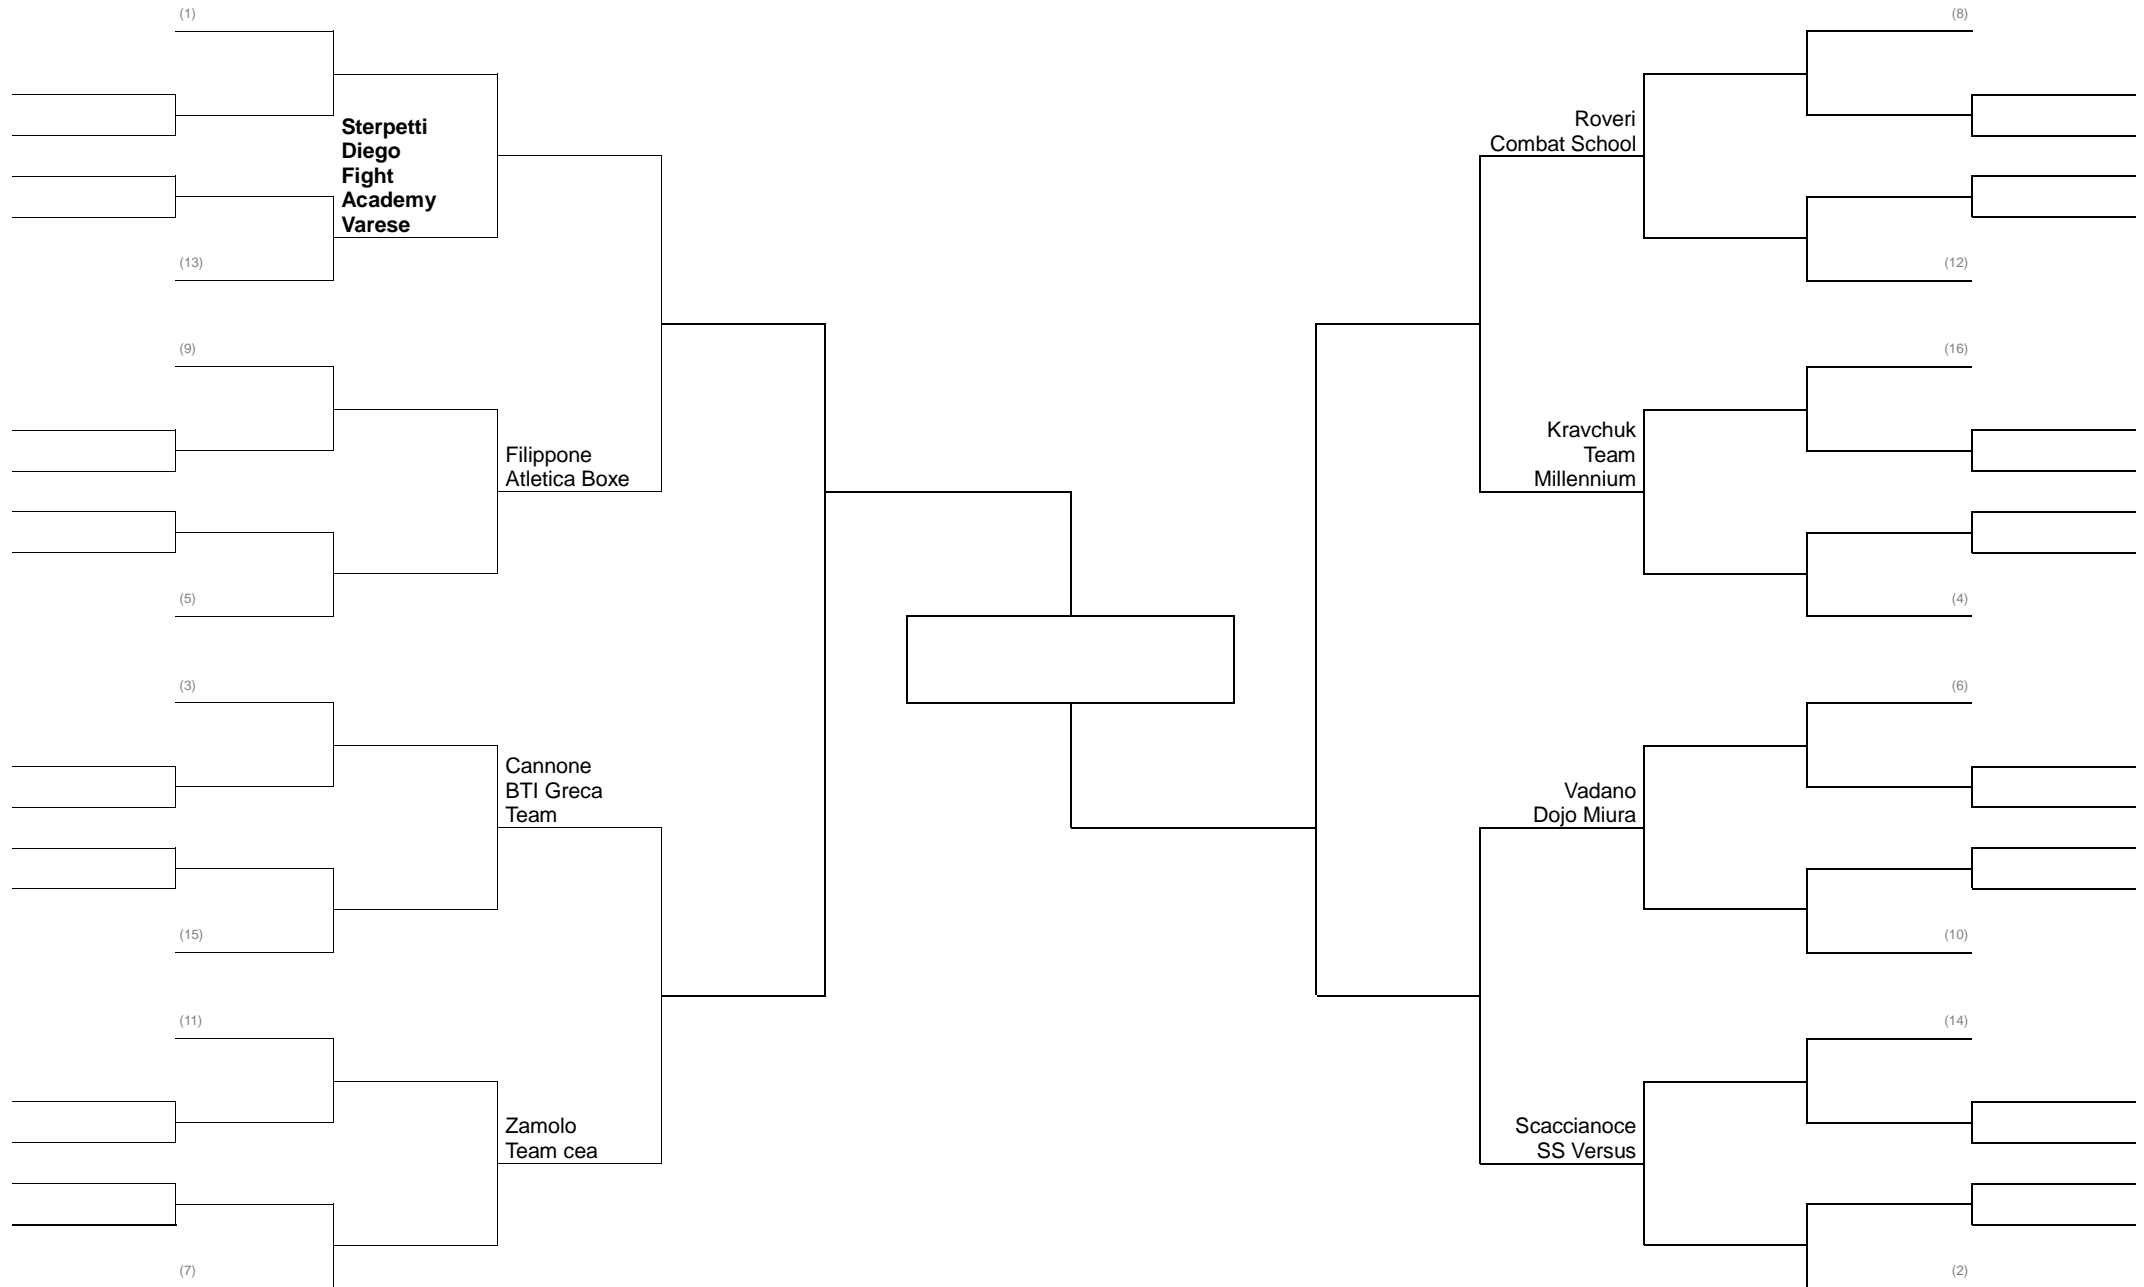 (1)
Sterpetti
Diego
Fight
Academy
Varese
(13)
(9)
Filippone
Atletica Boxe
(5)
(3)
Cannone
BTI Greca
Team
(15)
(11)
Zamolo
Team cea
(7)
(8)
Roveri
Combat School
(12)
(16)
Kravchuk
Team
Millennium
(4)
(6)
Vadano
Dojo Miura
(10)
(14)
Scaccianoce
SS Versus
(2)